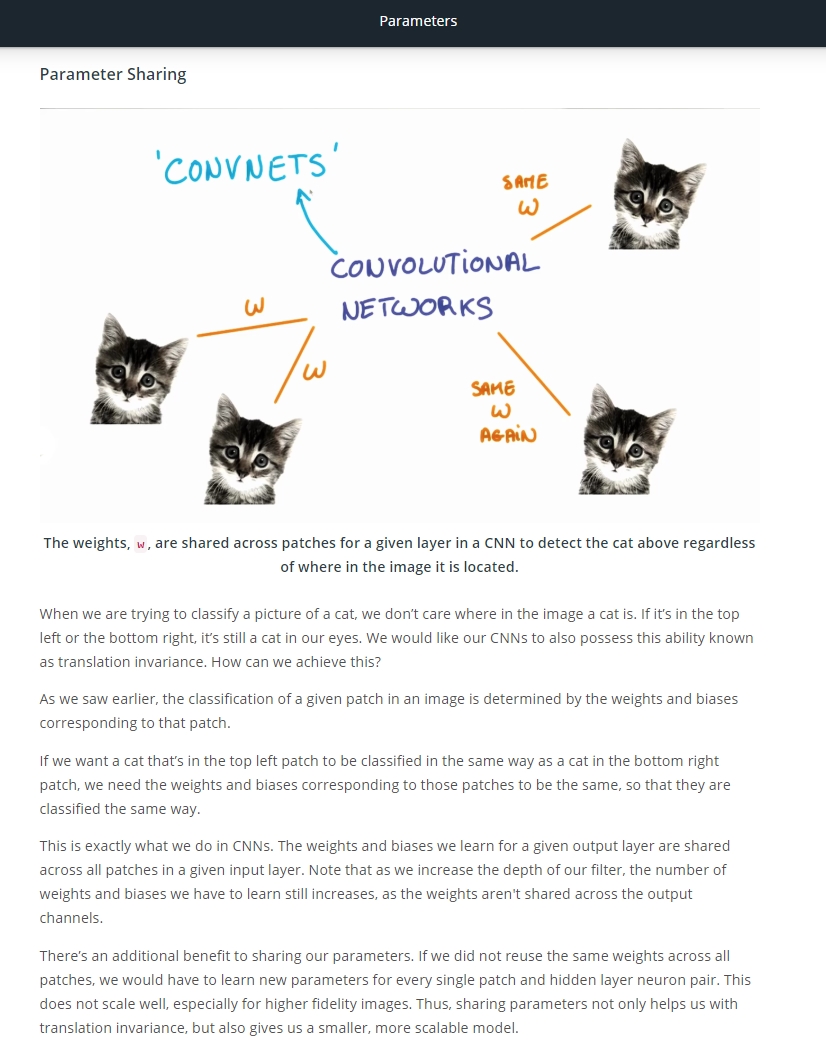 Parameters
Parameter Sharing
'CONVNETS'
SAME
W
CONVOLUTIONAL
NETWORKS
W
W
SAME
W
AGAIN
The weights, w, are shared across patches for a given layer in a CNN to detect the cat above regardless
of where in the image it is located.
When we are trying to classify a picture of a cat, we don’t care where in the image a cat is. If it’s in the top
left or the bottom right, it’s still a cat in our eyes. We would like our CNNs to also possess this ability known
as translation invariance. How can we achieve this?
As we saw earlier, the classification of a given patch in an image is determined by the weights and biases
corresponding to that patch.
If we want a cat that’s in the top left patch to be classified in the same way as a cat in the bottom right
patch, we need the weights and biases corresponding to those patches to be the same, so that they are
classified the same way.
This is exactly what we do in CNNs. The weights and biases we learn for a given output layer are shared
across all patches in a given input layer. Note that as we increase the depth of our filter, the number of
weights and biases we have to learn still increases, as the weights aren't shared across the output
channels.
There’s an additional benefit to sharing our parameters. If we did not reuse the same weights across all
patches, we would have to learn new parameters for every single patch and hidden layer neuron pair. This
does not scale well, especially for higher fidelity images. Thus, sharing parameters not only helps us with
translation invariance, but also gives us a smaller, more scalable model.